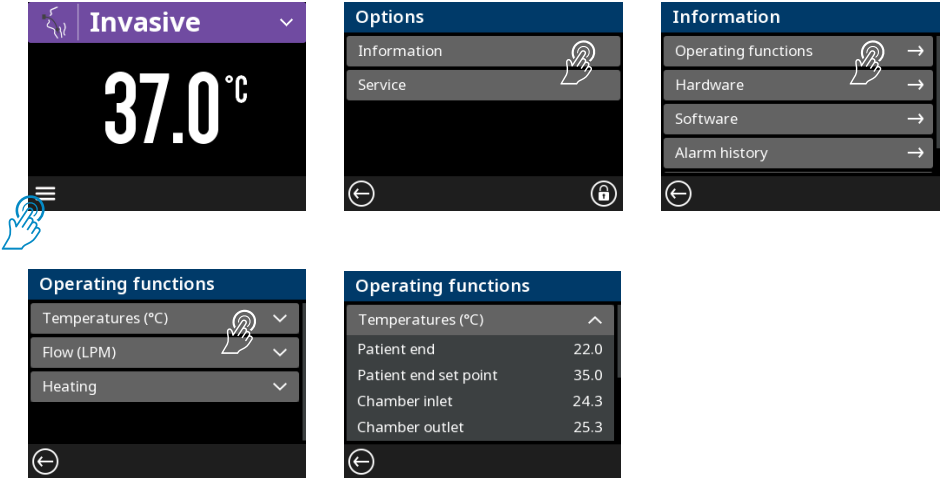 Invasive
37.0 °C
Options
Information
Service
Information
Operating functions
Hardware
Software
Alarm history
Operating functions
Temperatures (°C)
Flow (LPM)
Heating
Operating functions
Temperatures (°C)
Patient end 22.0
Patient end set point 35.0
Chamber inlet 24.3
Chamber outlet 25.3